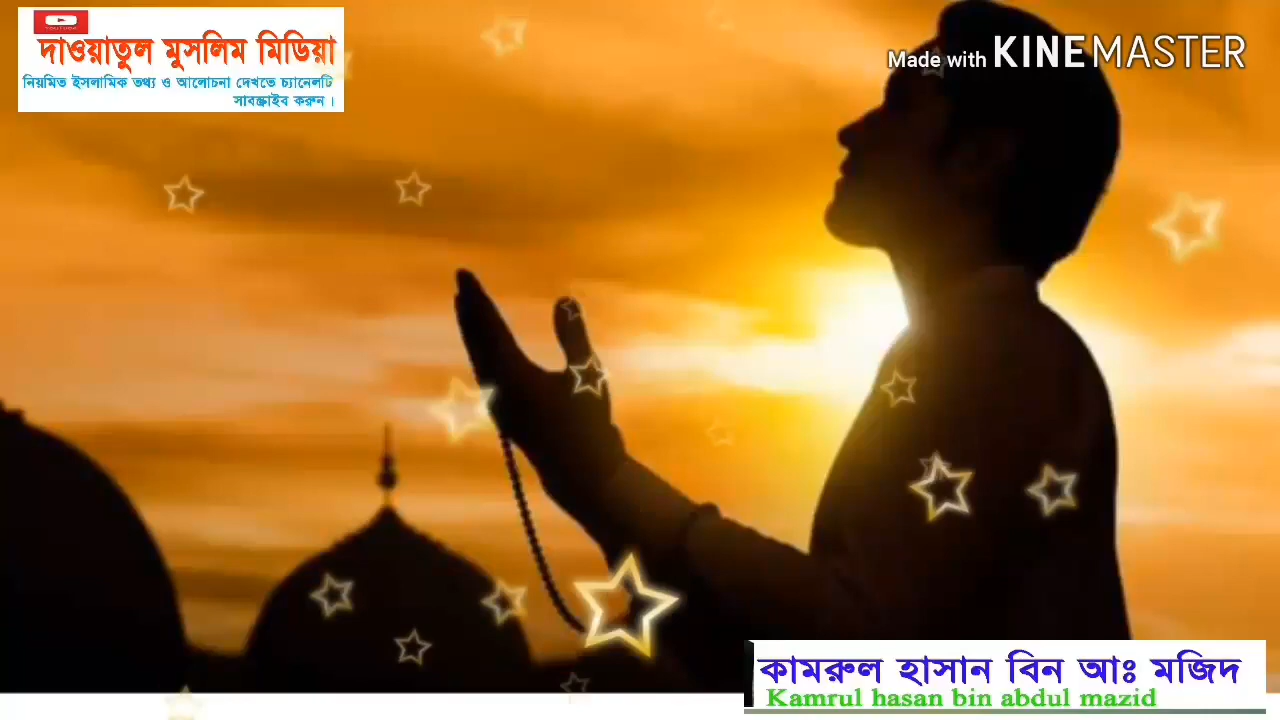 দাওয়াতুল মুসলিম মিডিয়া
নিয়মিত ইসলামিক তথ্য ও আলোচনা দেখতে চ্যানেলটি
সাবস্ক্রাইব করুন।
Made with KINEMASTER
কামরুল হাসান বিন আঃ মজিদ
Kamrul hasan bin abdul mazid